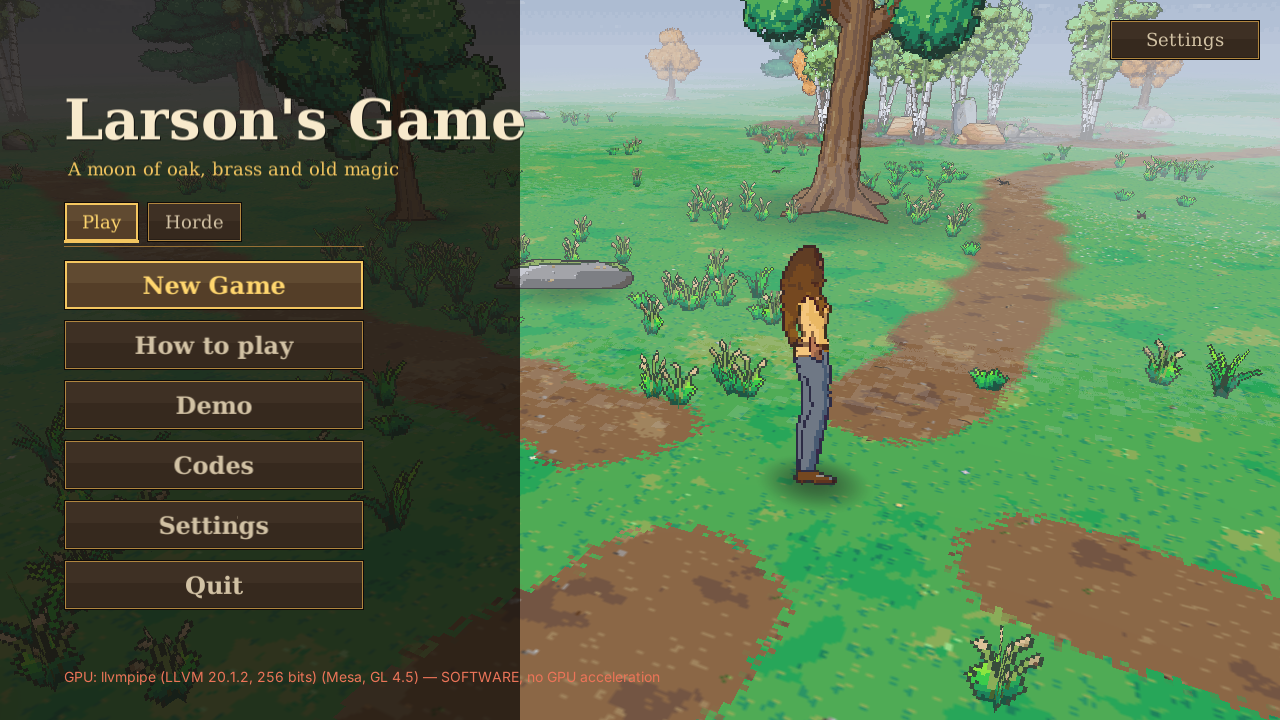 Settings
Larson's Game
A moon of oak, brass and old magic
Play
Horde
New Game
How to play
Demo
Codes
Settings
Quit
GPU: llvmpipe (LLVM 20.1.2, 256 bits) (Mesa, GL 4.5) — SOFTWARE, no GPU acceleration